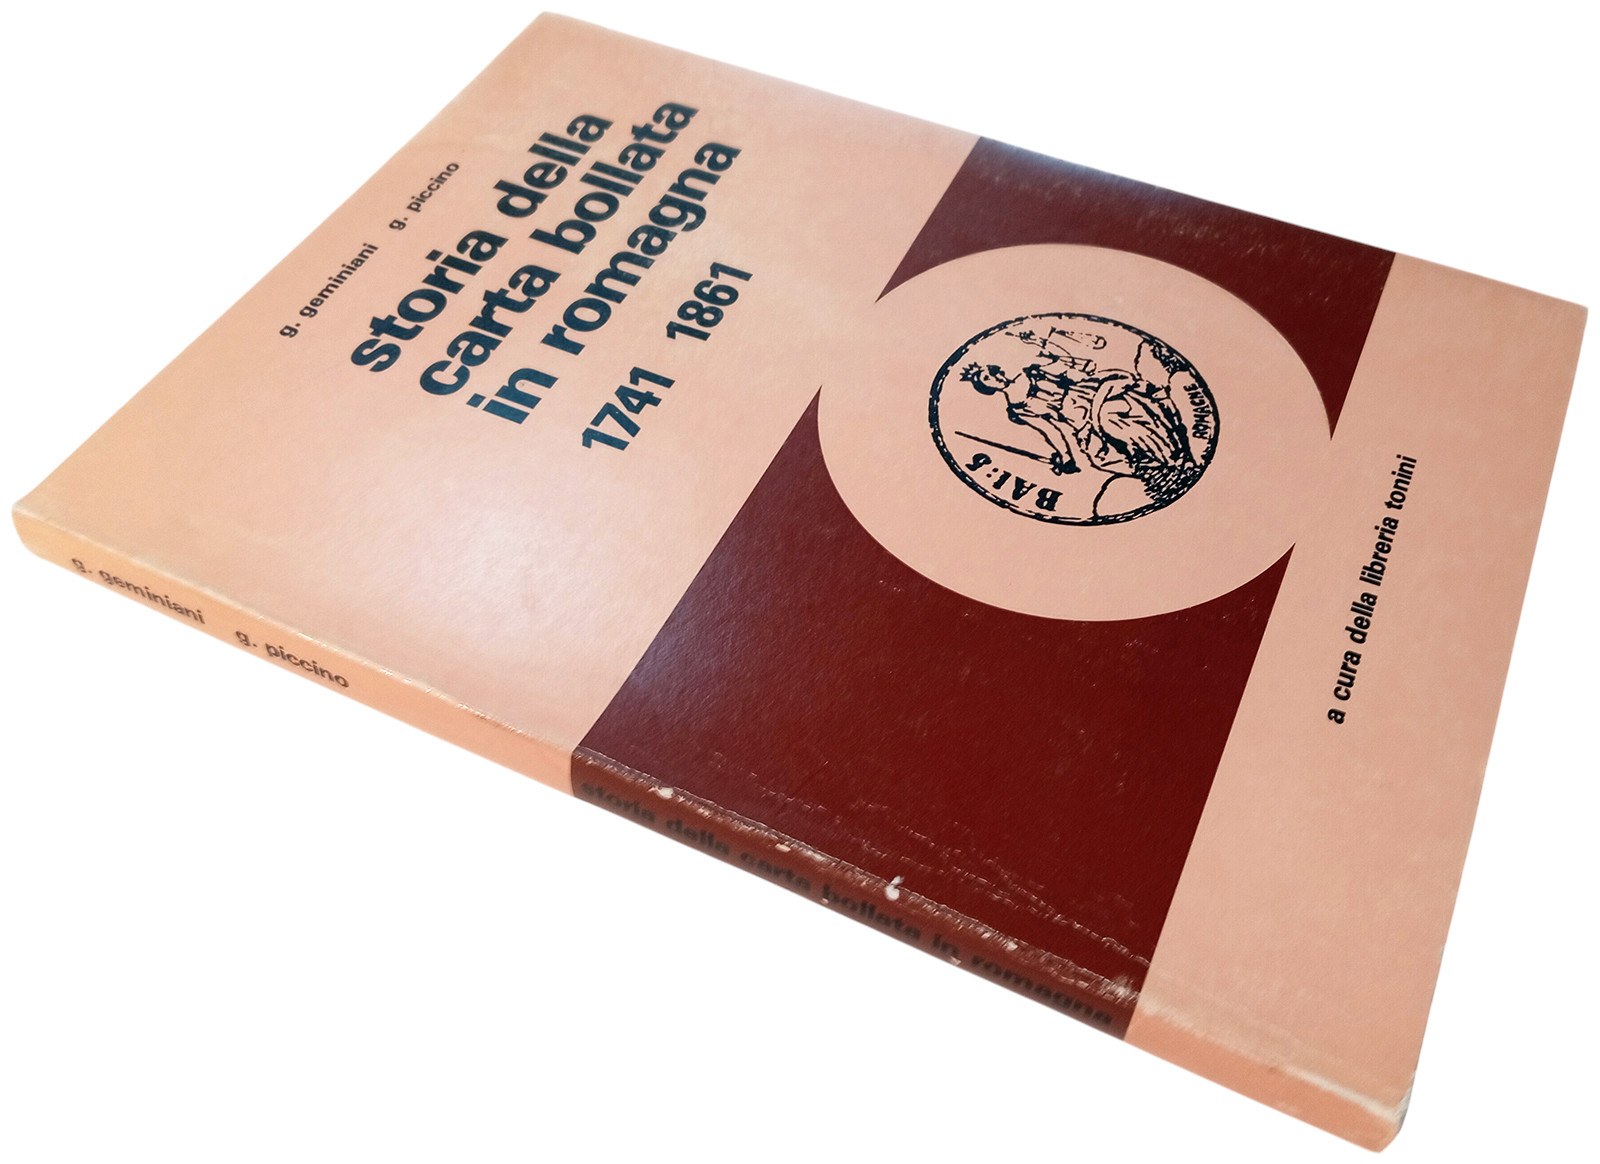 g. geminiani g. piccino
storia della
carta bollata
in romagna
1741 1861
BAI: 5
ROMAGNE
a cura della libreria tonini
g. geminiani g. piccino
storia della carta bollata in romagna